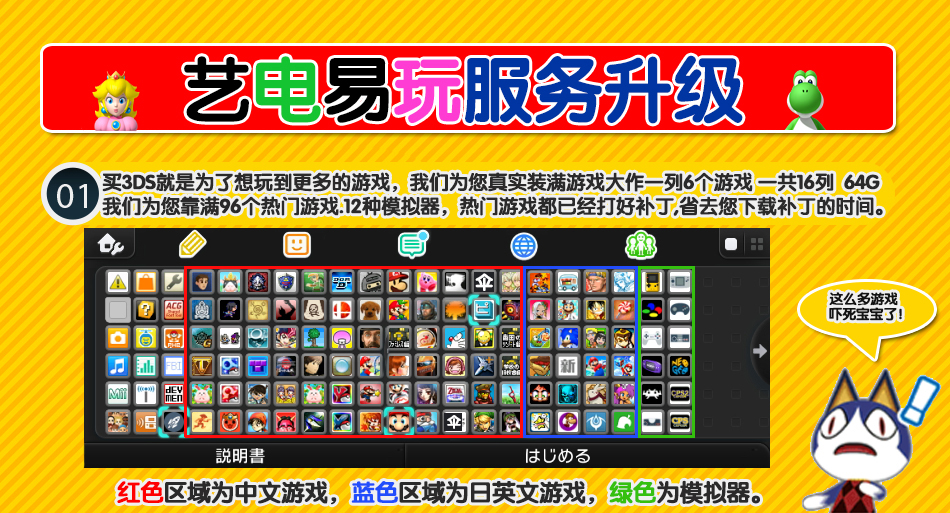 艺电易玩服务升级
01
买3DS就是为了想玩到更多的游戏，我们为您真实装满游戏大作一列6个游戏 一共16列 64G
我们为您靠满96个热门游戏.12种模拟器，热门游戏都已经打好补丁,省去您下载补丁的时间。
这么多游戏
吓死宝宝了!
ACG
FBI
Mii
説明書
はじめる
红色区域为中文游戏，蓝色区域为日英文游戏，绿色为模拟器。